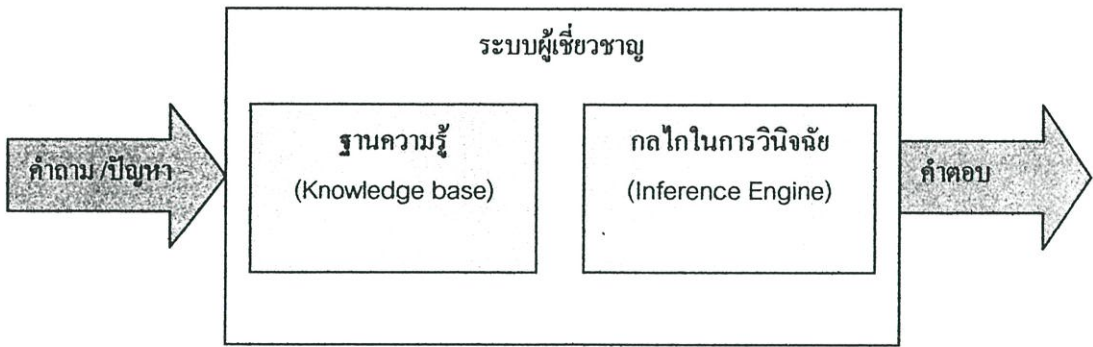 ระบบผู้เชี่ยวชาญ
คำถาม /ปัญหา
ฐานความรู้
(Knowledge base)
กลไกในการวินิจฉัย
(Inference Engine)
คำตอบ